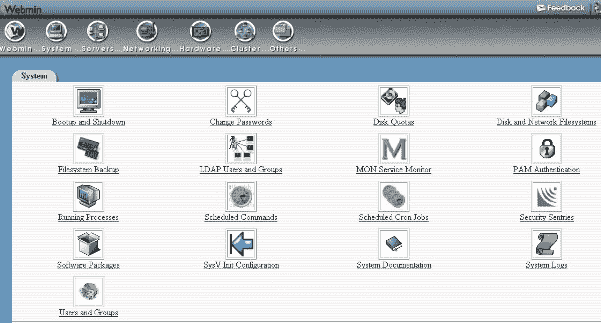 Webmin
Feedback
Webmin System Servers Networking Hardware Cluster Others
System
Bootup and Shutdown Change Passwords Disk Quotas Disk and Network Filesystems
Filesystem Backup LDAP Users and Groups MON Service Monitor PAM Authentication
Running Processes Scheduled Commands Scheduled Cron Jobs Security Sentries
Software Packages SysV Init Configuration System Documentation System Logs
Users and Groups